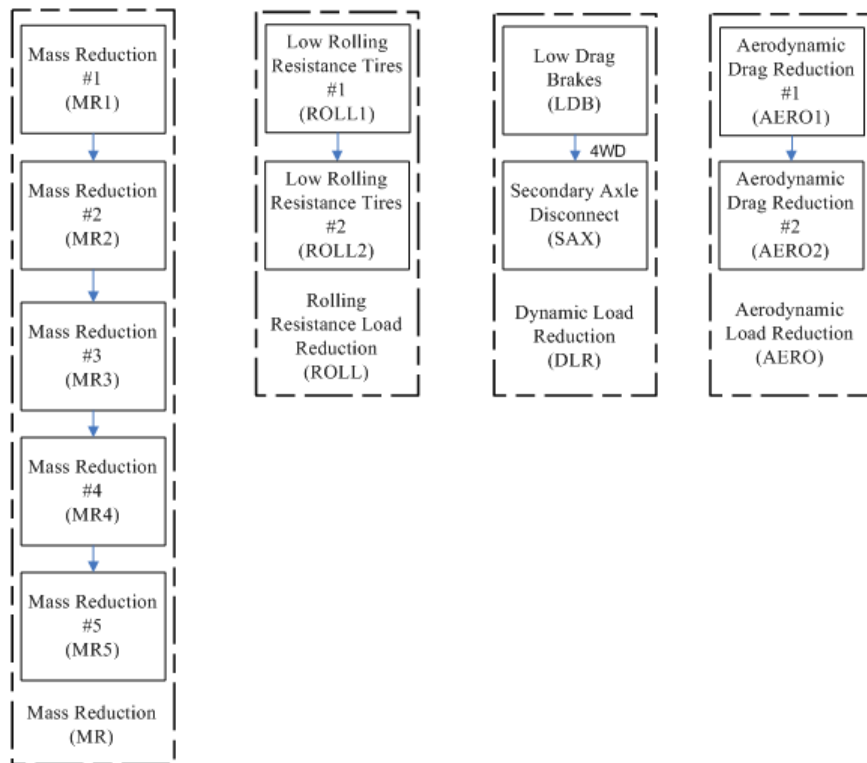 Mass Reduction
#1
(MR1)
Mass Reduction
#2
(MR2)
Mass Reduction
#3
(MR3)
Mass Reduction
#4
(MR4)
Mass Reduction
#5
(MR5)
Mass Reduction
(MR)
Low Rolling
Resistance Tires
#1
(ROLL1)
Low Rolling
Resistance Tires
#2
(ROLL2)
Rolling
Resistance Load
Reduction
(ROLL)
Low Drag
Brakes
(LDB)
4WD
Secondary Axle
Disconnect
(SAX)
Dynamic Load
Reduction
(DLR)
Aerodynamic
Drag Reduction
#1
(AERO1)
Aerodynamic
Drag Reduction
#2
(AERO2)
Aerodynamic
Load Reduction
(AERO)